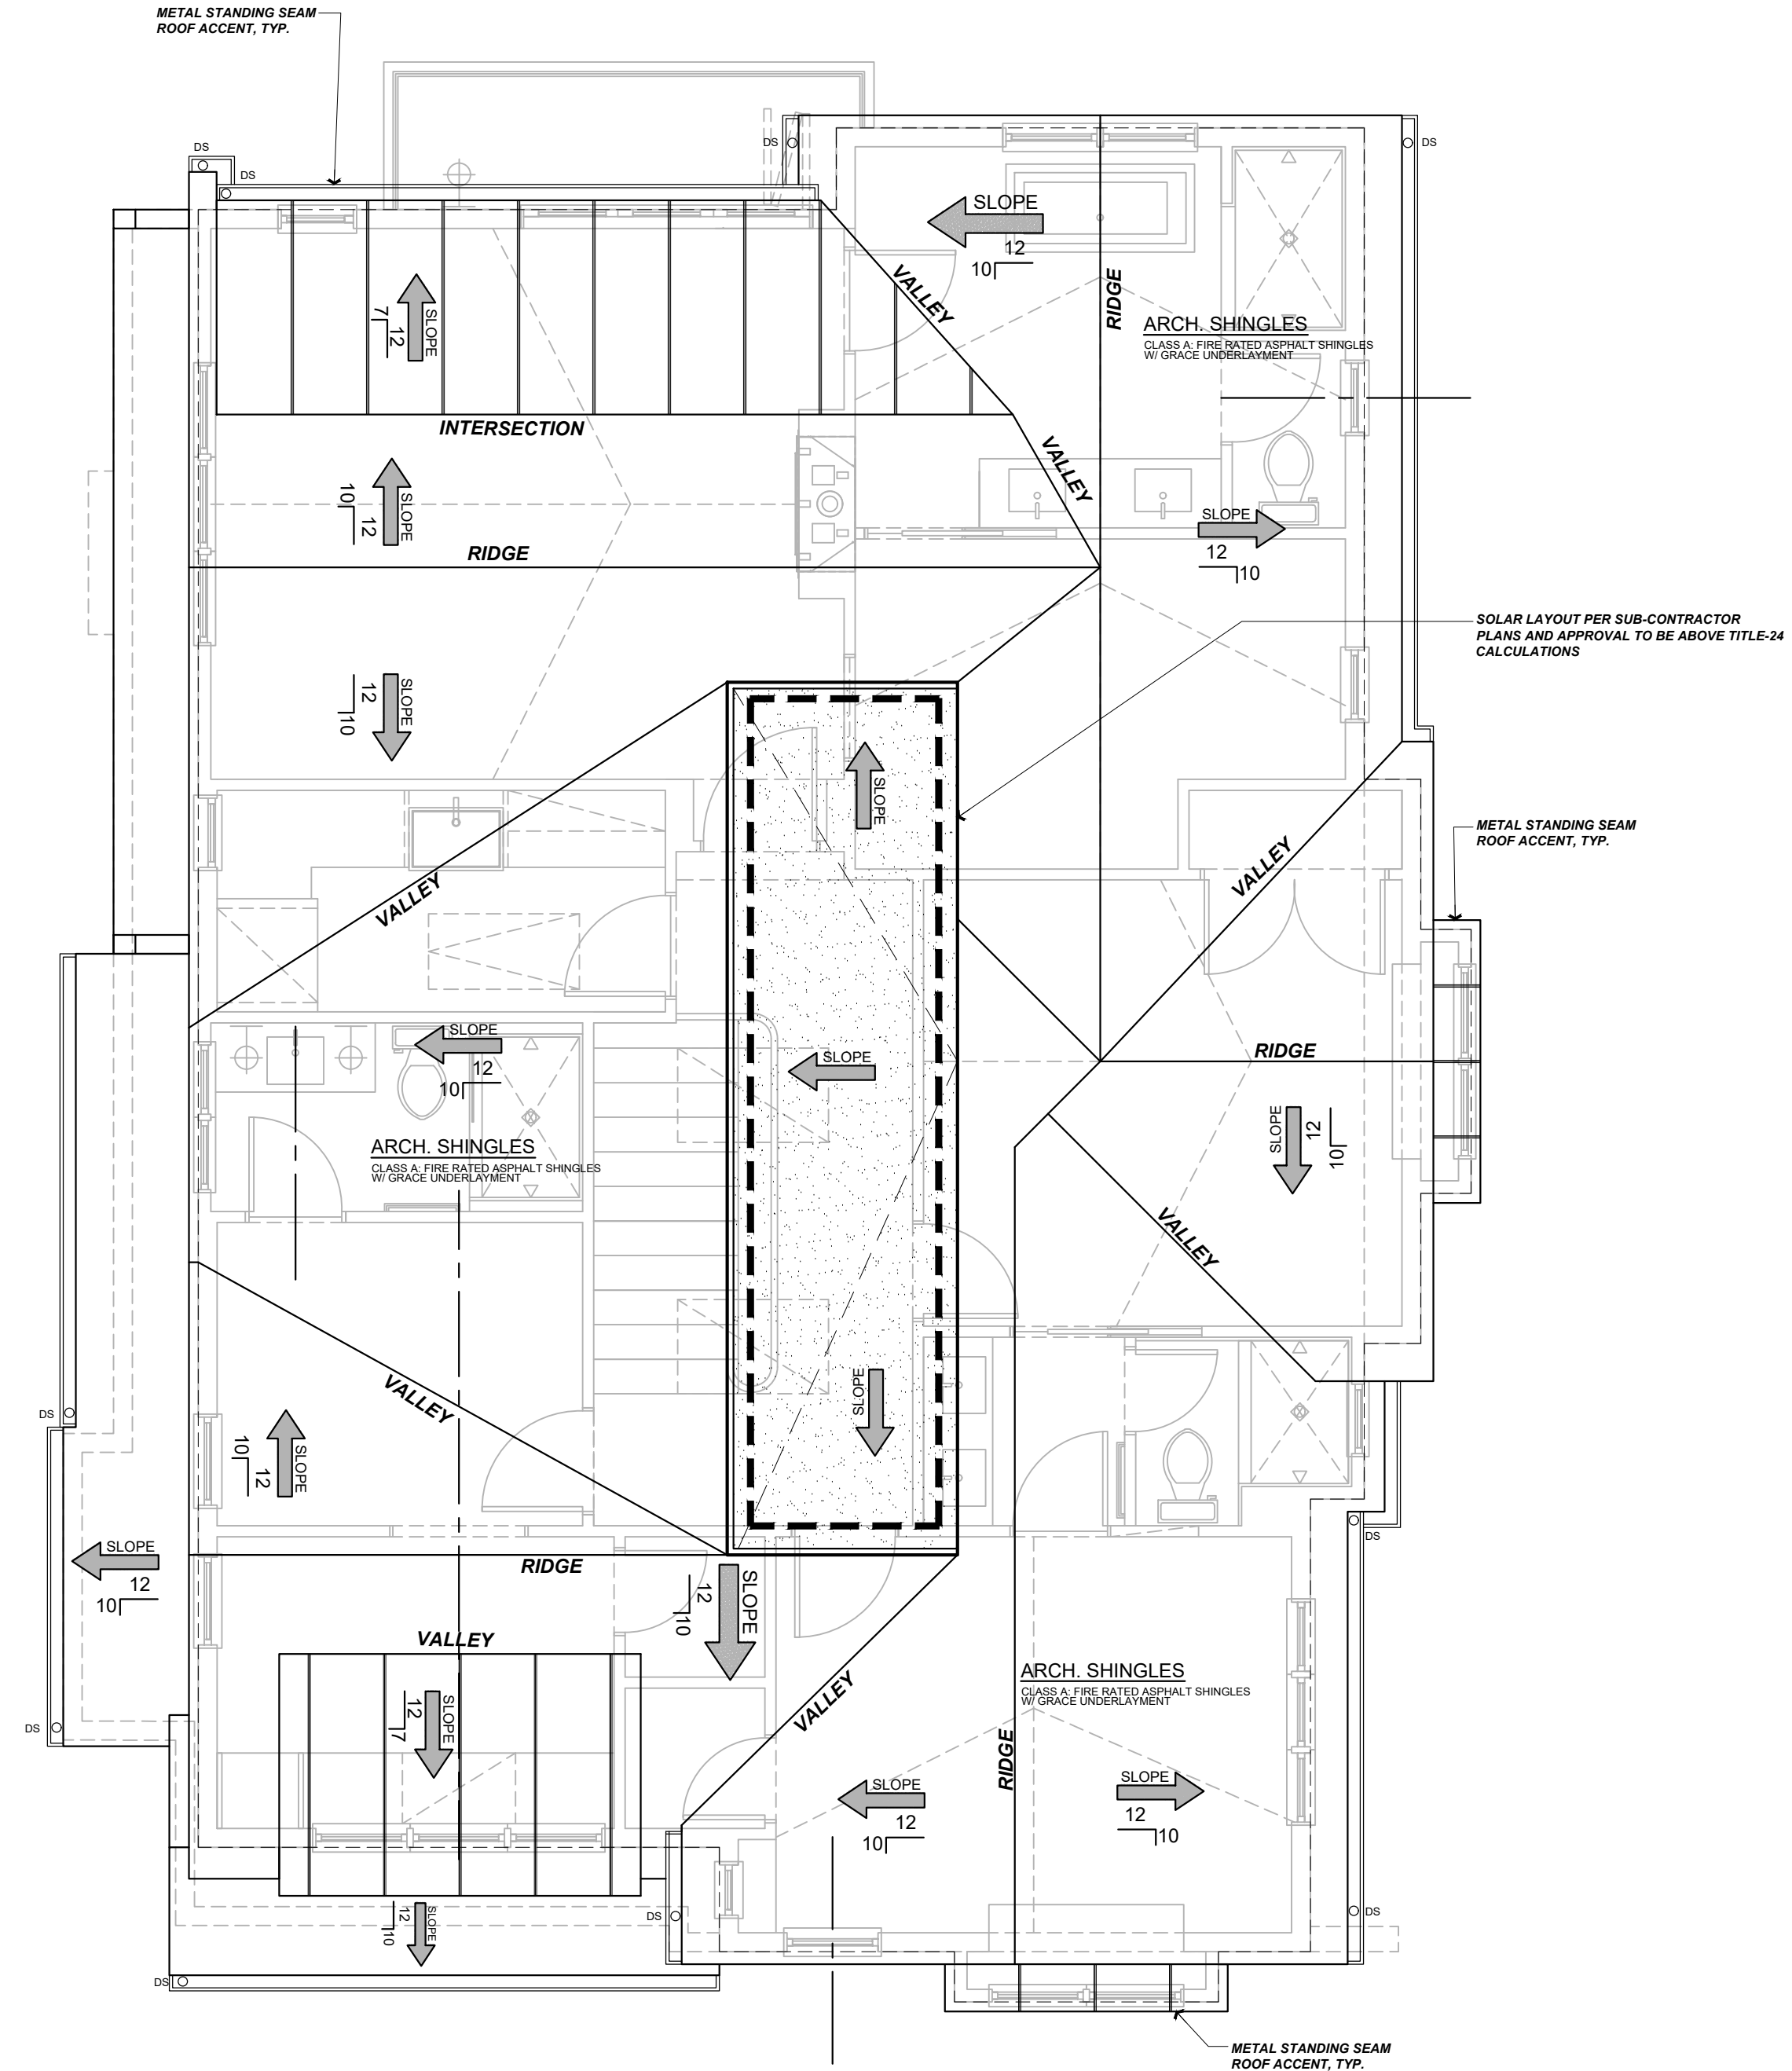 METAL STANDING SEAM
ROOF ACCENT, TYP.
DS
DS
DS
DS
SLOPE
12
10
VALLEY
RIDGE
ARCH. SHINGLES
CLASS A: FIRE RATED ASPHALT SHINGLES
W/ GRACE UNDERLAYMENT
SLOPE
12
7
INTERSECTION
VALLEY
SLOPE
12
10
SLOPE
12
10
RIDGE
SOLAR LAYOUT PER SUB-CONTRACTOR
PLANS AND APPROVAL TO BE ABOVE TITLE-24
CALCULATIONS
SLOPE
12
10
SLOPE
METAL STANDING SEAM
ROOF ACCENT, TYP.
VALLEY
VALLEY
SLOPE
12
10
SLOPE
RIDGE
SLOPE
12
10
ARCH. SHINGLES
CLASS A: FIRE RATED ASPHALT SHINGLES
W/ GRACE UNDERLAYMENT
VALLEY
VALLEY
SLOPE
DS
SLOPE
12
10
DS
SLOPE
12
10
RIDGE
SLOPE
12
10
VALLEY
ARCH. SHINGLES
CLASS A: FIRE RATED ASPHALT SHINGLES
W/ GRACE UNDERLAYMENT
VALLEY
SLOPE
12
7
DS
RIDGE
SLOPE
12
10
SLOPE
12
10
DS
DS
SLOPE
12
10
DS
METAL STANDING SEAM
ROOF ACCENT, TYP.